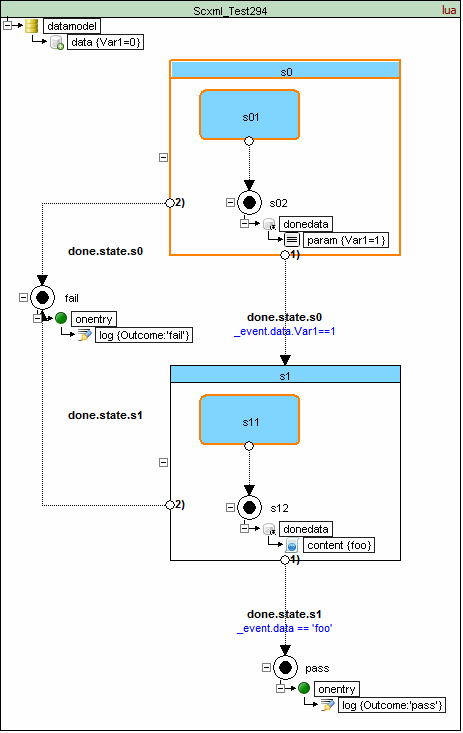 Scxml_Test294
lua
datamodel
data {Var1=0}
s0
s01
2)
s02
donedata
param {Var1=1}
1)
done.state.s0
fail
onentry
log {Outcome:'fail'}
done.state.s0
_event.data.Var1==1
s1
done.state.s1
s11
2)
s12
donedata
content {foo}
1)
done.state.s1
_event.data == 'foo'
pass
onentry
log {Outcome:'pass'}